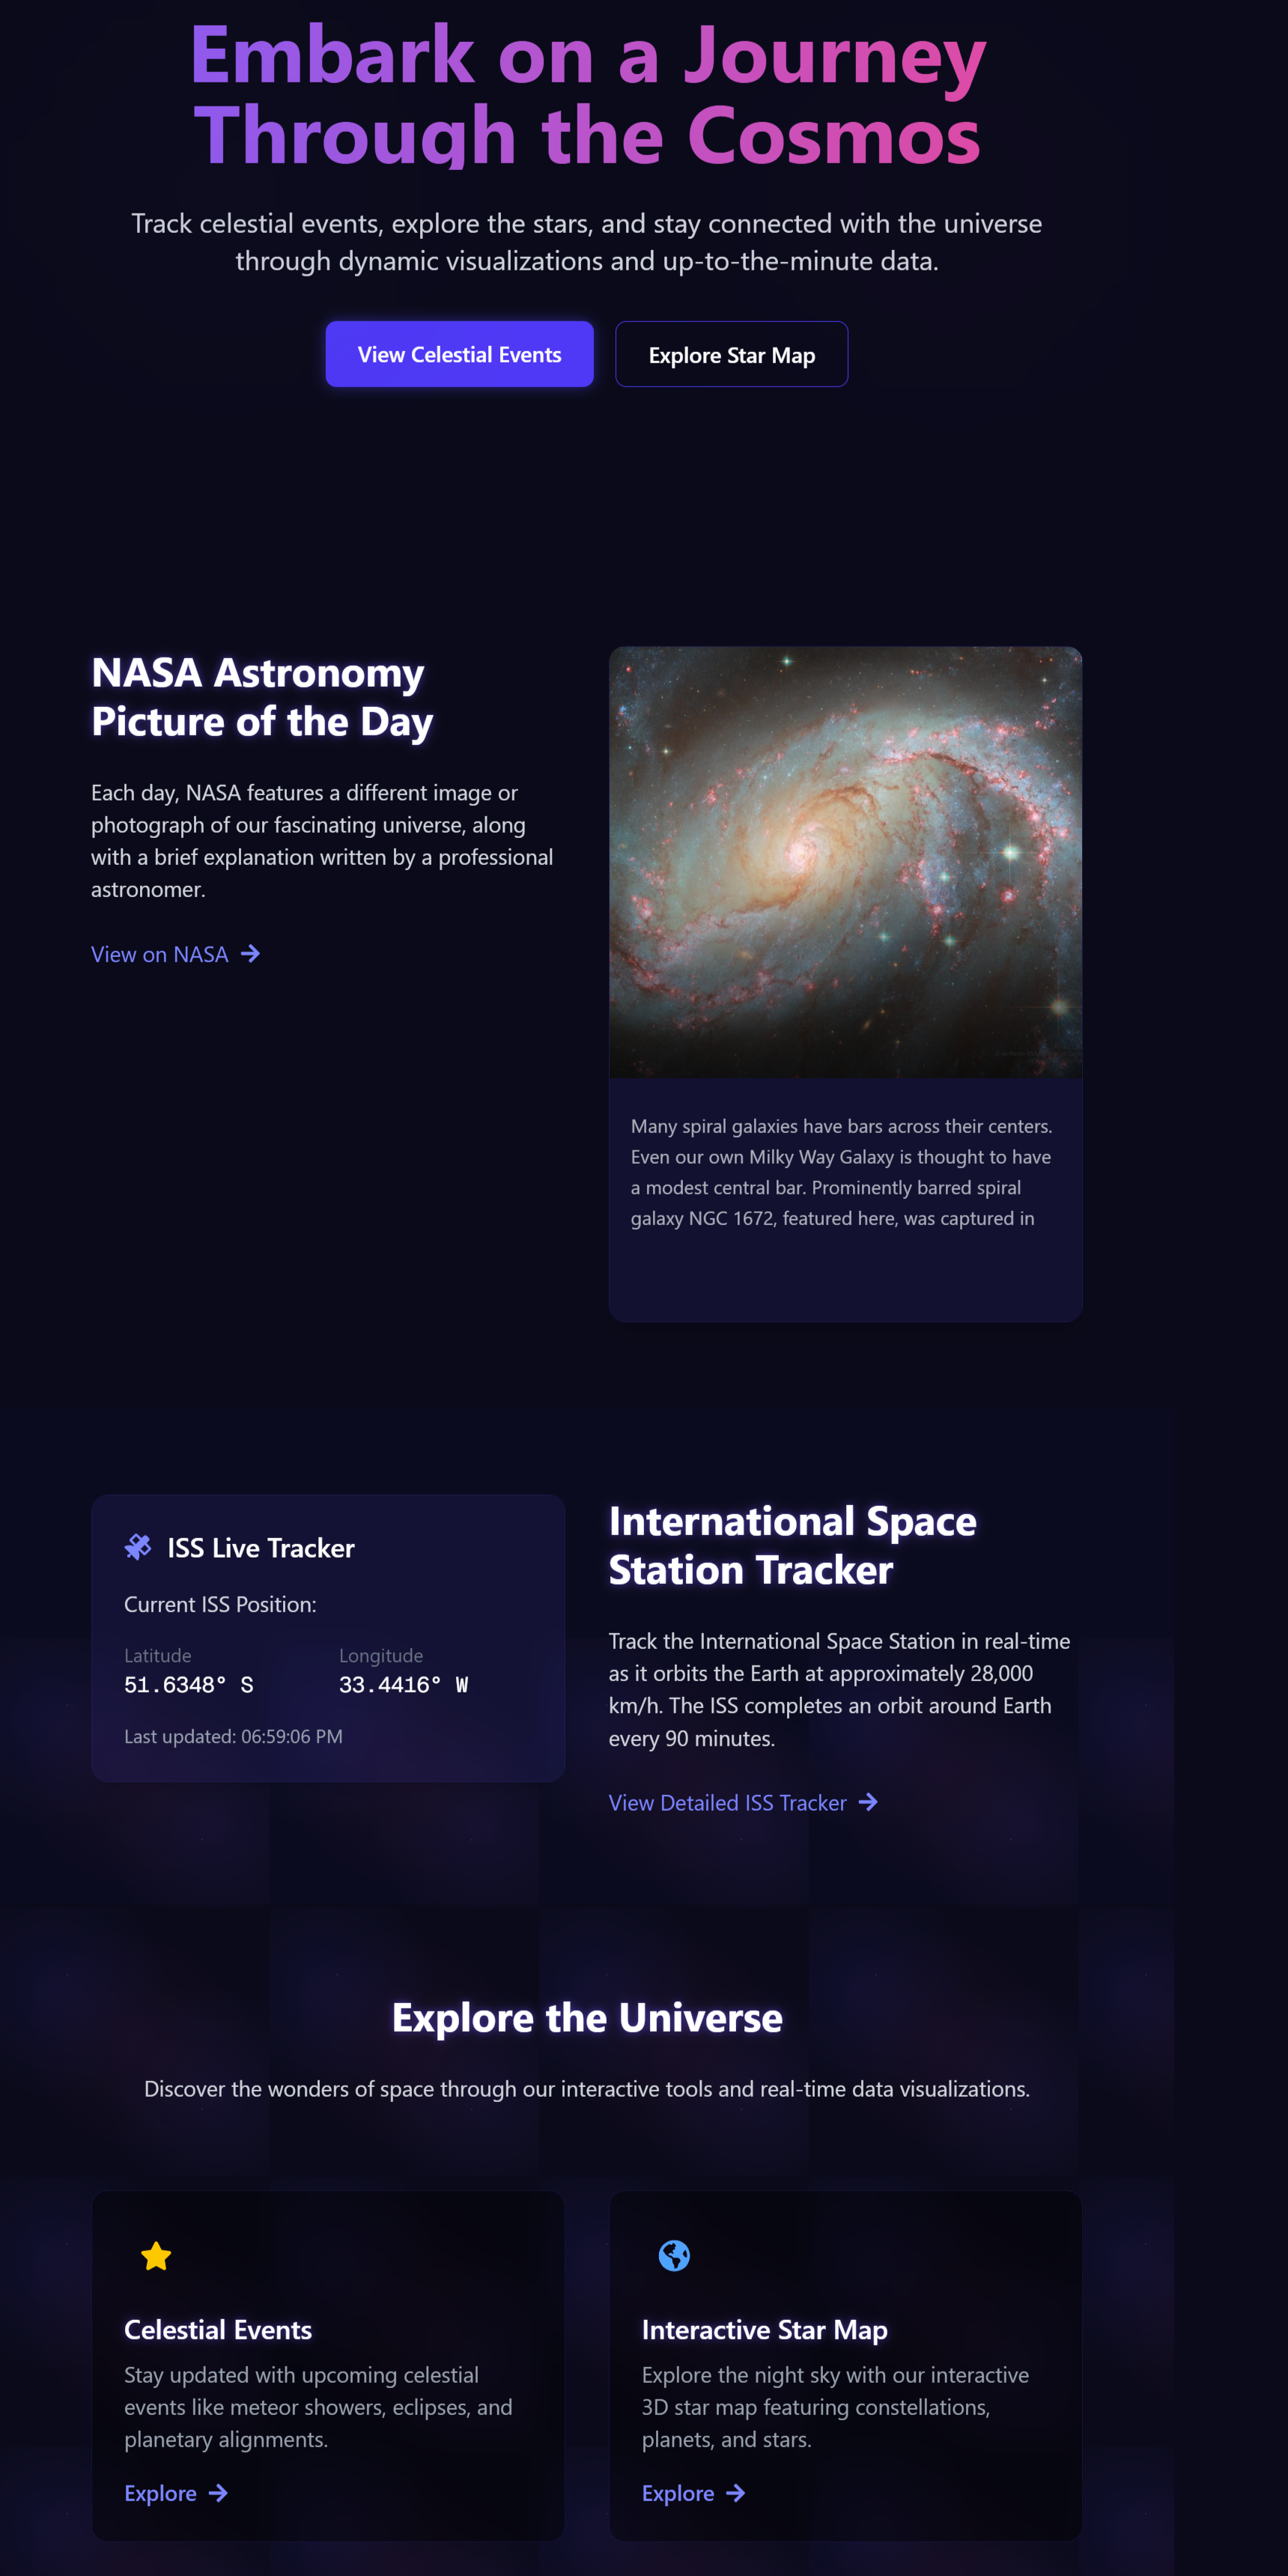 Embark on a Journey
Through the Cosmos
Track celestial events, explore the stars, and stay connected with the universe
through dynamic visualizations and up-to-the-minute data.
View Celestial Events
Explore Star Map
NASA Astronomy
Picture of the Day
Each day, NASA features a different image or
photograph of our fascinating universe, along
with a brief explanation written by a professional
astronomer.
View on NASA
Many spiral galaxies have bars across their centers.
Even our own Milky Way Galaxy is thought to have
a modest central bar. Prominently barred spiral
galaxy NGC 1672, featured here, was captured in
ISS Live Tracker
Current ISS Position:
Latitude
51.6348° S
Longitude
33.4416° W
Last updated: 06:59:06 PM
International Space
Station Tracker
Track the International Space Station in real-time
as it orbits the Earth at approximately 28,000
km/h. The ISS completes an orbit around Earth
every 90 minutes.
View Detailed ISS Tracker
Explore the Universe
Discover the wonders of space through our interactive tools and real-time data visualizations.
Celestial Events
Stay updated with upcoming celestial
events like meteor showers, eclipses, and
planetary alignments.
Explore
Interactive Star Map
Explore the night sky with our interactive
3D star map featuring constellations,
planets, and stars.
Explore